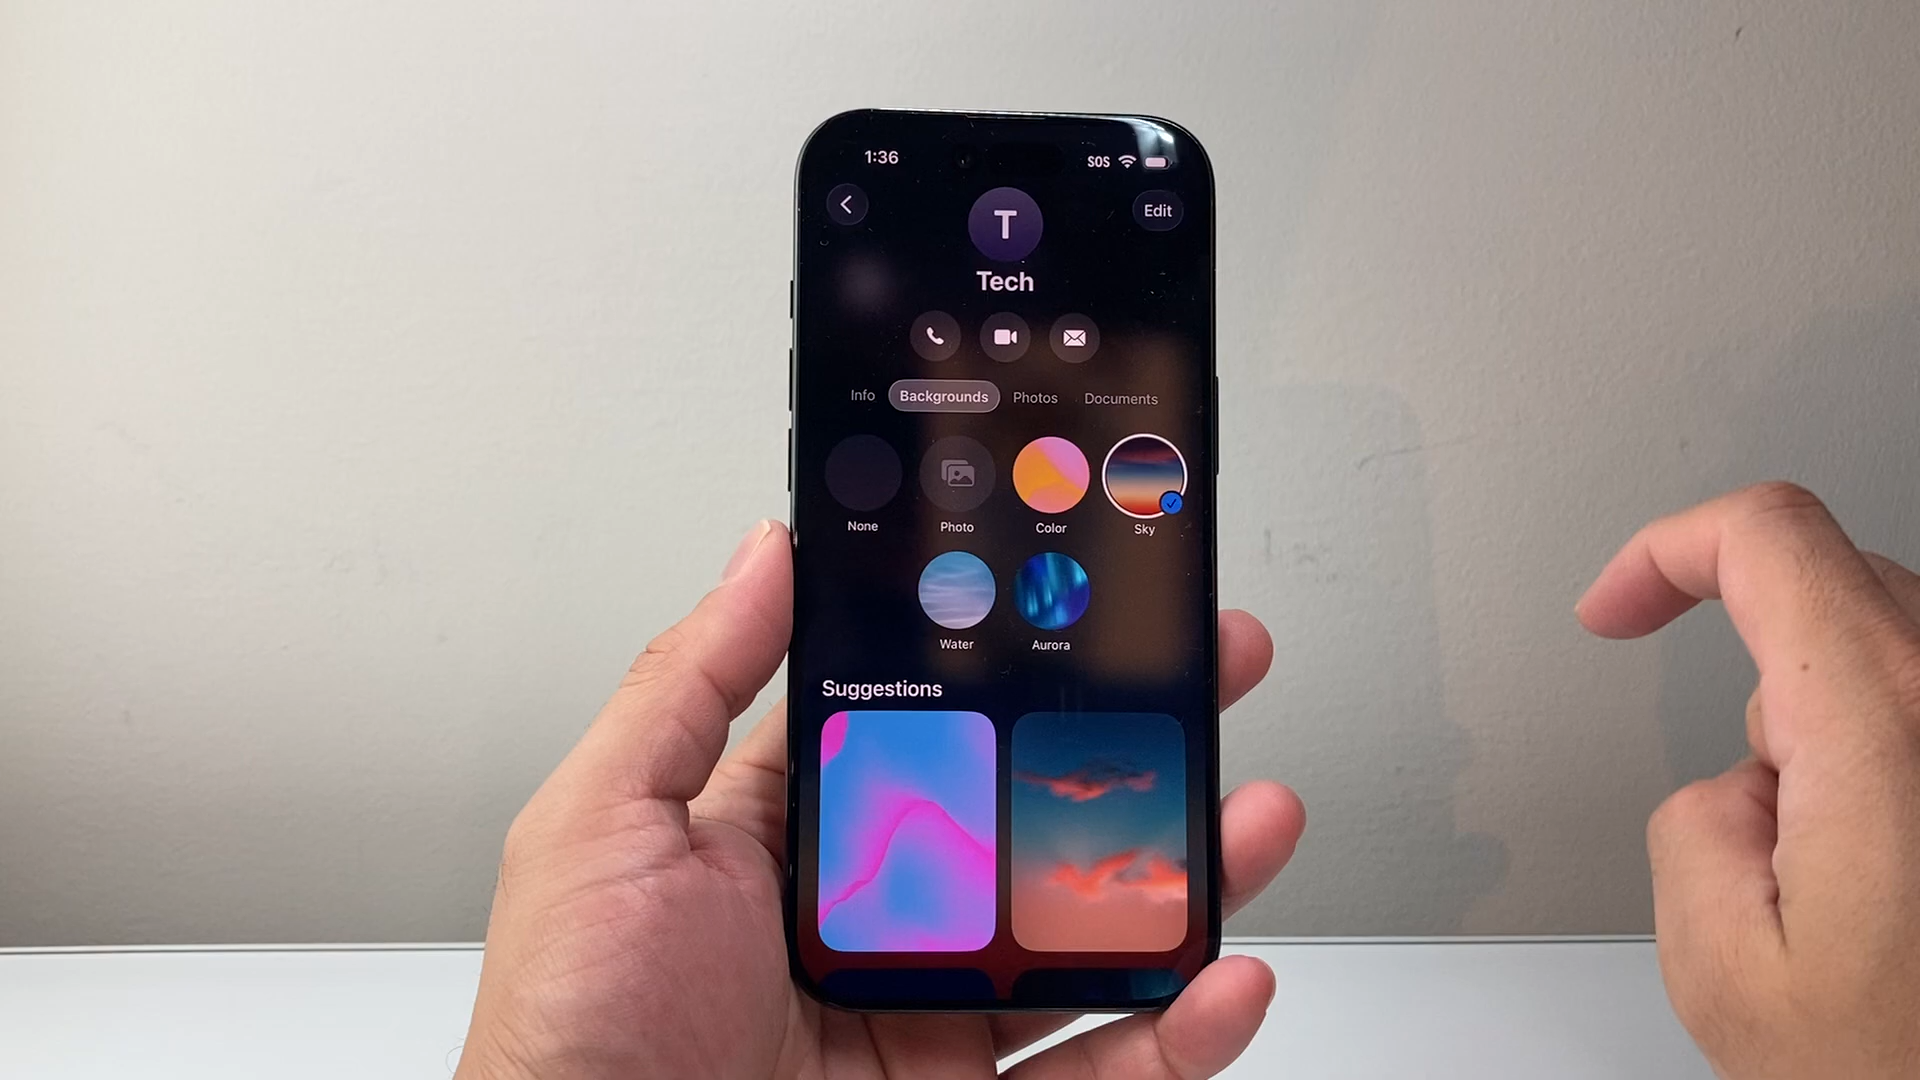 1:36 SOS
Edit
T
Tech
Info Backgrounds Photos Documents
None Photo Color Sky
Water Aurora
Suggestions